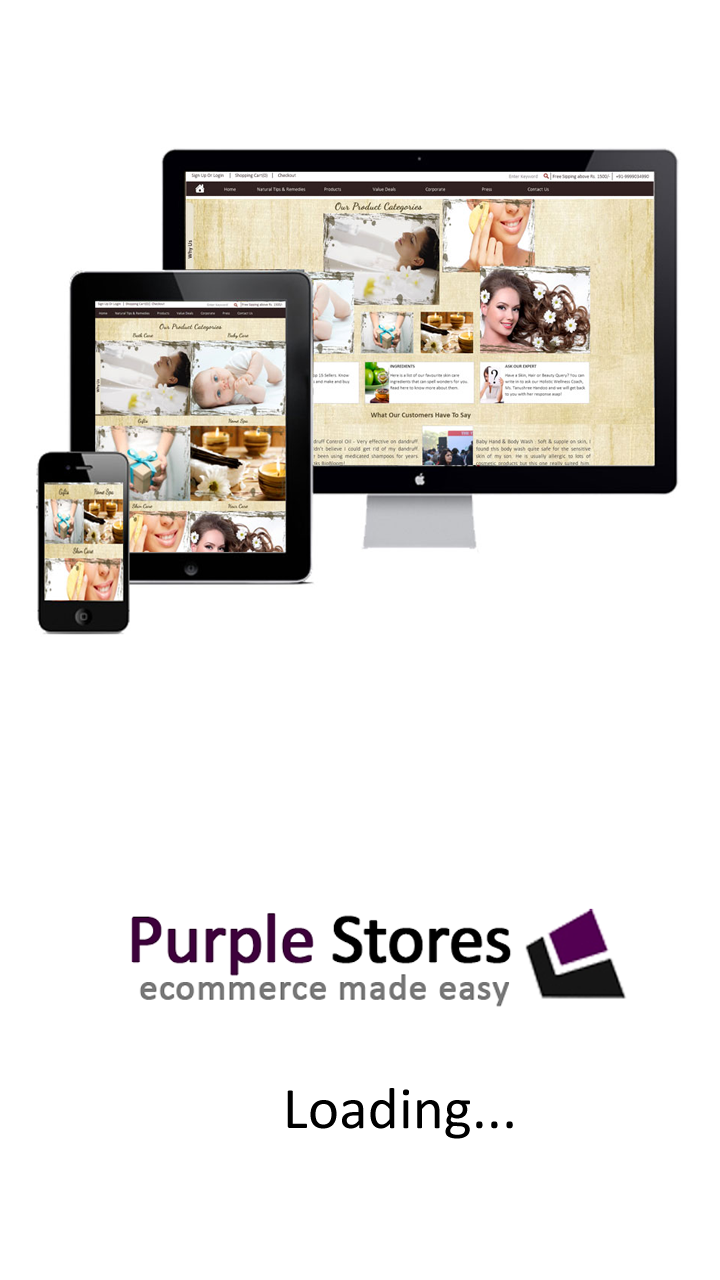 Sign Up Or Login | Shopping Cart(0) | Checkout
Enter Keyword
Free Sipping above Rs. 1500/- | +91-9999034990
Home Natural Tips & Remedies Products Value Deals Corporate Press Contact Us
Why Us
Our Product Categories
INGREDIENTS
Here is a list of our favourite skin care
ingredients that can spell wonders for you.
Read here to know more about them
ASK OUR EXPERT
Have a Skin, Hair or Beauty Query? You can
write in to ask our Holistic Wellness Coach,
Ms. Tanushree Handoo and we will get back
to you with her response asap!
15 Sellers. Know
and make and buy
What Our Customers Have To Say
druff Control Oil - Very effective on dandruff
dn't believe i could get rid of my dandruff
been using medicated shampoos for years
Baby Hand & Body Wash : Soft & supple on skin, I
found this body wash quite safe for the sensitive
skin of my son. He is usually allergic to lots of
cosmetic products but this one really suited him.
Sign Up Or Login | Shopping Cart(0) | Checkout
Enter Keyword
Free Sipping above Rs. 1500/-
Home Natural Tips & Remedies Products Value Deals Corporate Press Contact Us
Our Product Categories
Bath Care Baby Care
Gifts Home Spa
Skin Care Hair Care
Gifts Home Spa
Skin Care
Purple Stores
ecommerce made easy
Loading...